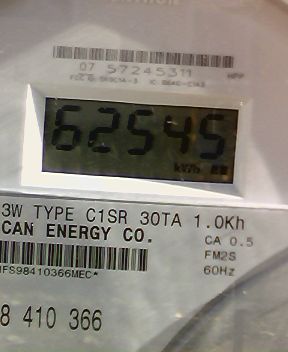 07 57245311
62545
kWh
3W TYPE C1SR 30TA 1.0Kh
CAN ENERGY CO.
CA 0.5
FM2S
60Hz
IFS98410366MEC*
8 410 366